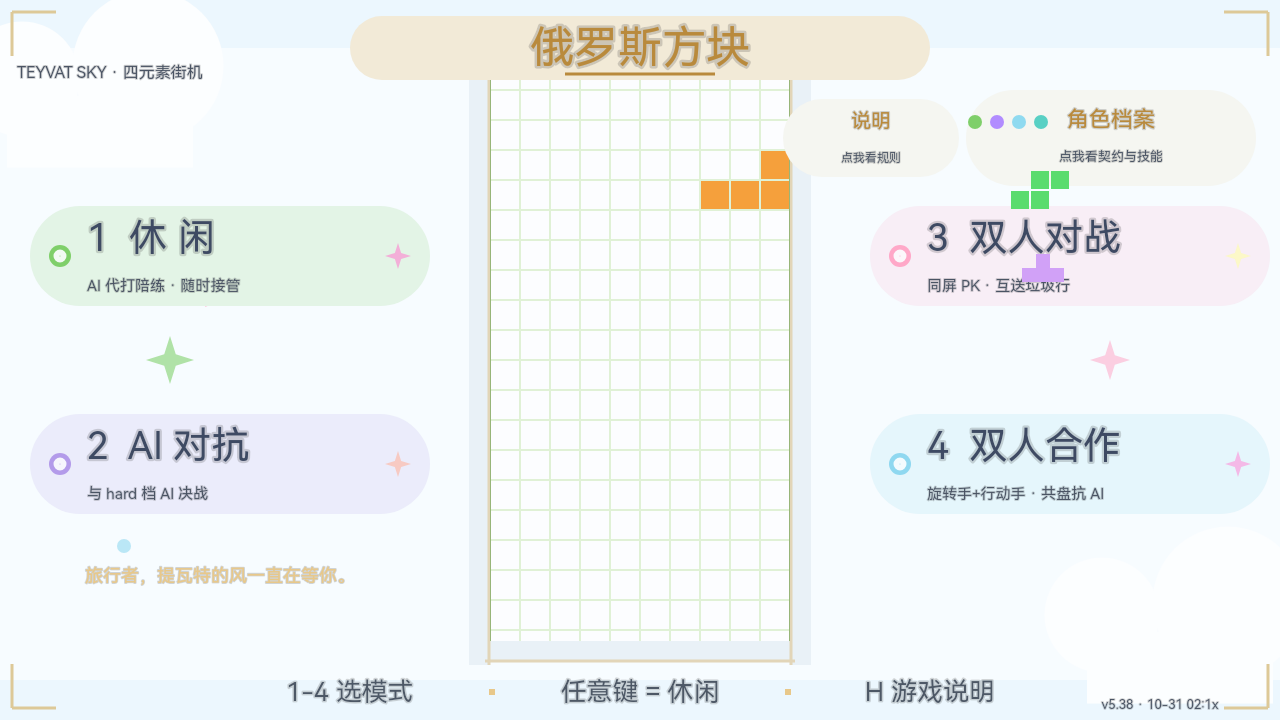 俄罗斯方块
TEYVAT SKY · 四元素街机
说明
点我看规则
角色档案
点我看契约与技能
1 休 闲
AI 代打陪练 · 随时接管
3 双人对战
同屏 PK · 互送垃圾行
2 AI 对抗
与 hard 档 AI 决战
4 双人合作
旋转手+行动手 · 共盘抗 AI
旅行者，提瓦特的风一直在等你。
1-4 选模式 · 任意键 = 休闲 · H 游戏说明
v5.38 · 10-31 02:1x